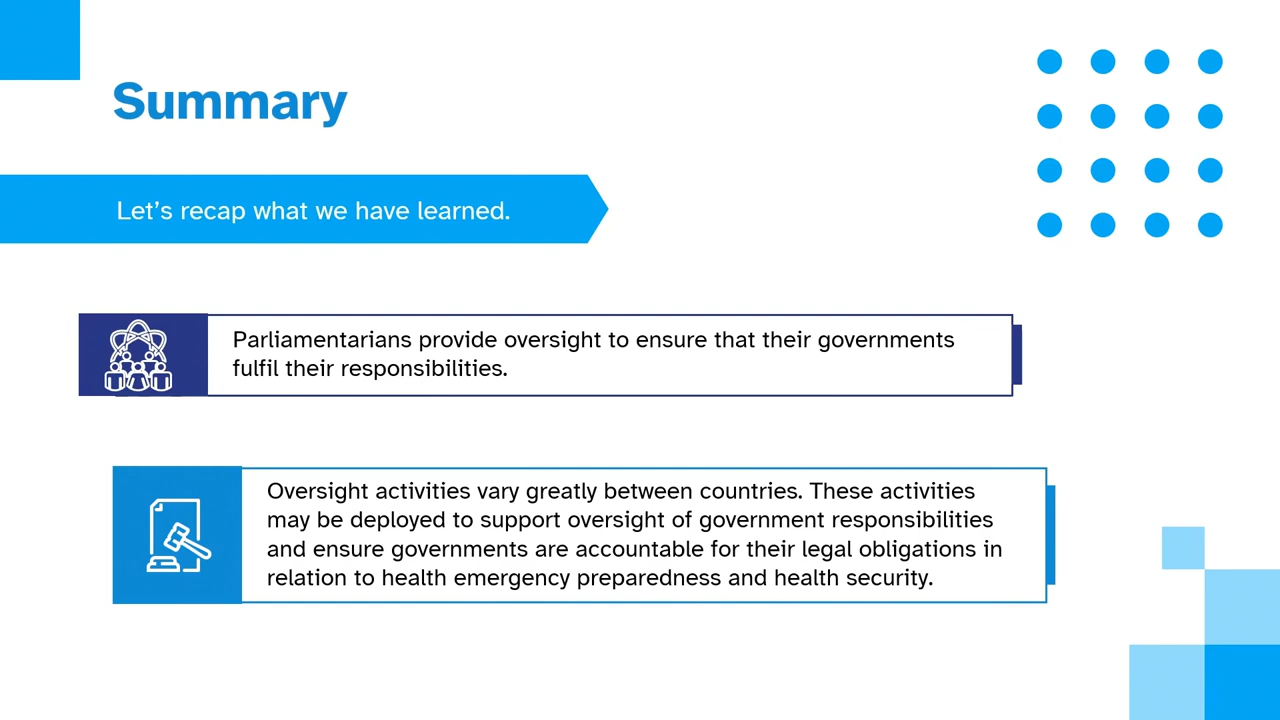 Summary
Let’s recap what we have learned.
Parliamentarians provide oversight to ensure that their governments
fulfil their responsibilities.
Oversight activities vary greatly between countries. These activities
may be deployed to support oversight of government responsibilities
and ensure governments are accountable for their legal obligations in
relation to health emergency preparedness and health security.